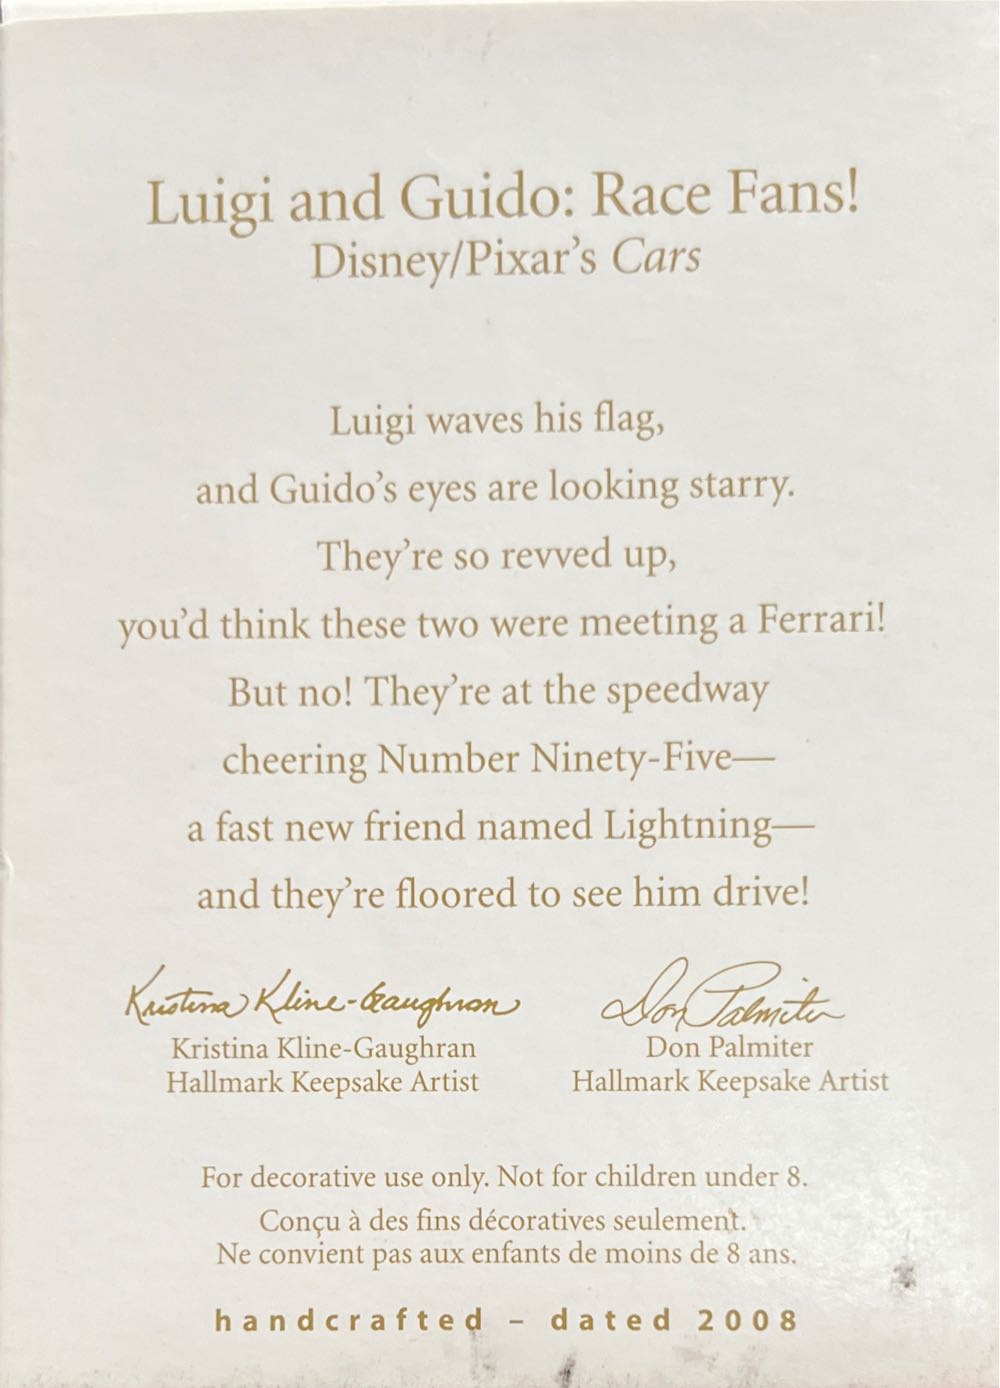 Luigi and Guido: Race Fans!
Disney/Pixar's Cars
Luigi waves his flag,
and Guido's eyes are looking starry.
They're so revved up,
you'd think these two were meeting a Ferrari!
But no! They're at the speedway
cheering Number Ninety-Five—
a fast new friend named Lightning—
and they're floored to see him drive!
Kristina Kline-Gaughran Don Palmiter
Kristina Kline-Gaughran Don Palmiter
Hallmark Keepsake Artist Hallmark Keepsake Artist
For decorative use only. Not for children under 8.
Conçu à des fins décoratives seulement.
Ne convient pas aux enfants de moins de 8 ans.
handcrafted – dated 2008